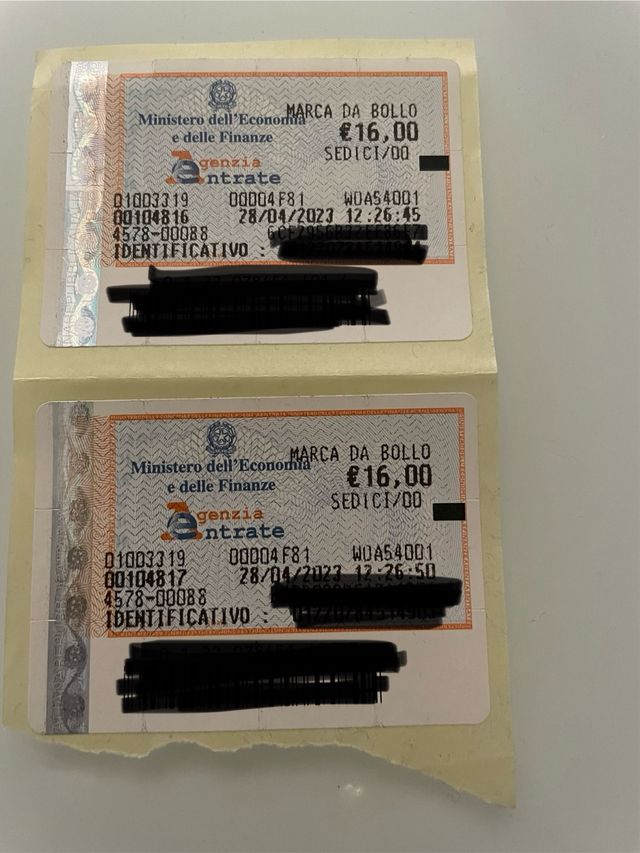 Ministero dell'Economia
e delle Finanze
MARCA DA BOLLO
€16,00
SEDICI/00
Agenzia
Entrate
01003319 00004F81 W0A54001
00104816 28/04/2023 12:26:45
4578-00088
IDENTIFICATIVO :
Ministero dell'Economia
e delle Finanze
MARCA DA BOLLO
€16,00
SEDICI/00
Agenzia
Entrate
01003319 00004F81 W0A54001
00104817 28/04/2023 12:26:50
4578-00088
IDENTIFICATIVO :